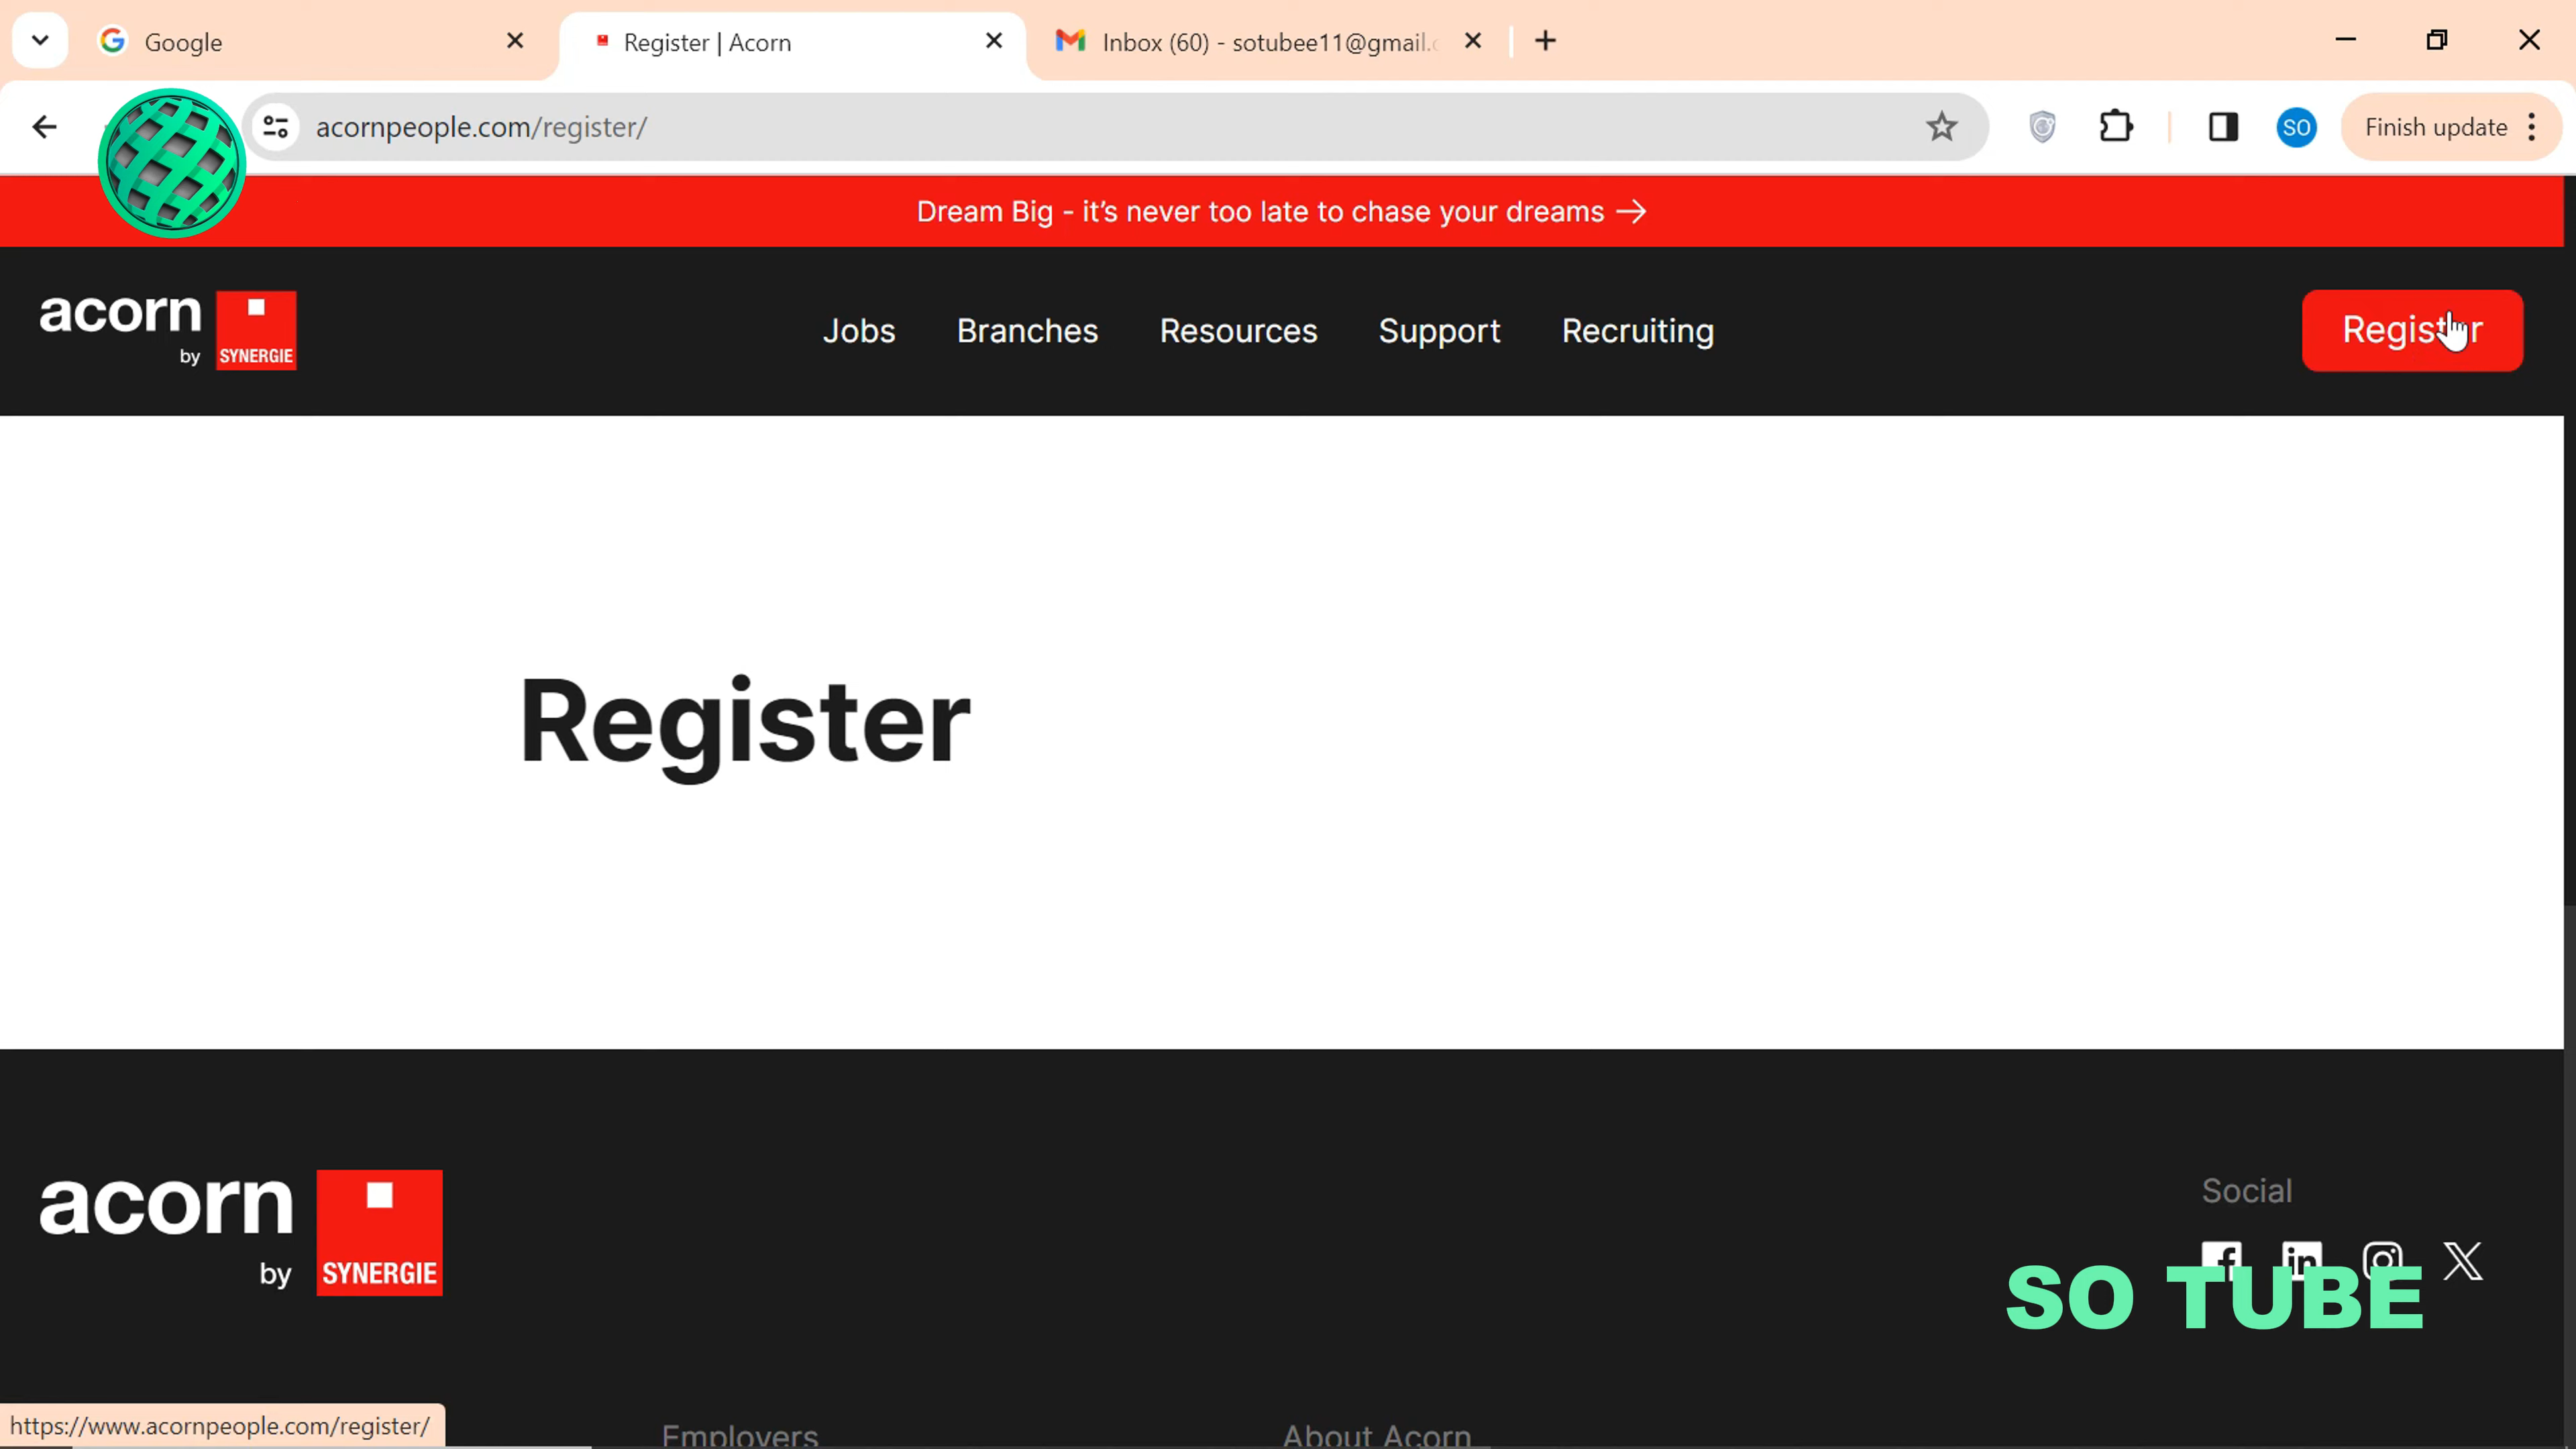 Google
Register | Acorn
Inbox (60) - sotubee11@gmail.c
acornpeople.com/register/
SO
Finish update
Dream Big - it's never too late to chase your dreams →
acorn
by
SYNERGIE
Jobs
Branches
Resources
Support
Recruiting
Register
Register
acorn
by
SYNERGIE
Social
SO TUBE
Employers
About Acorn
https://www.acornpeople.com/register/